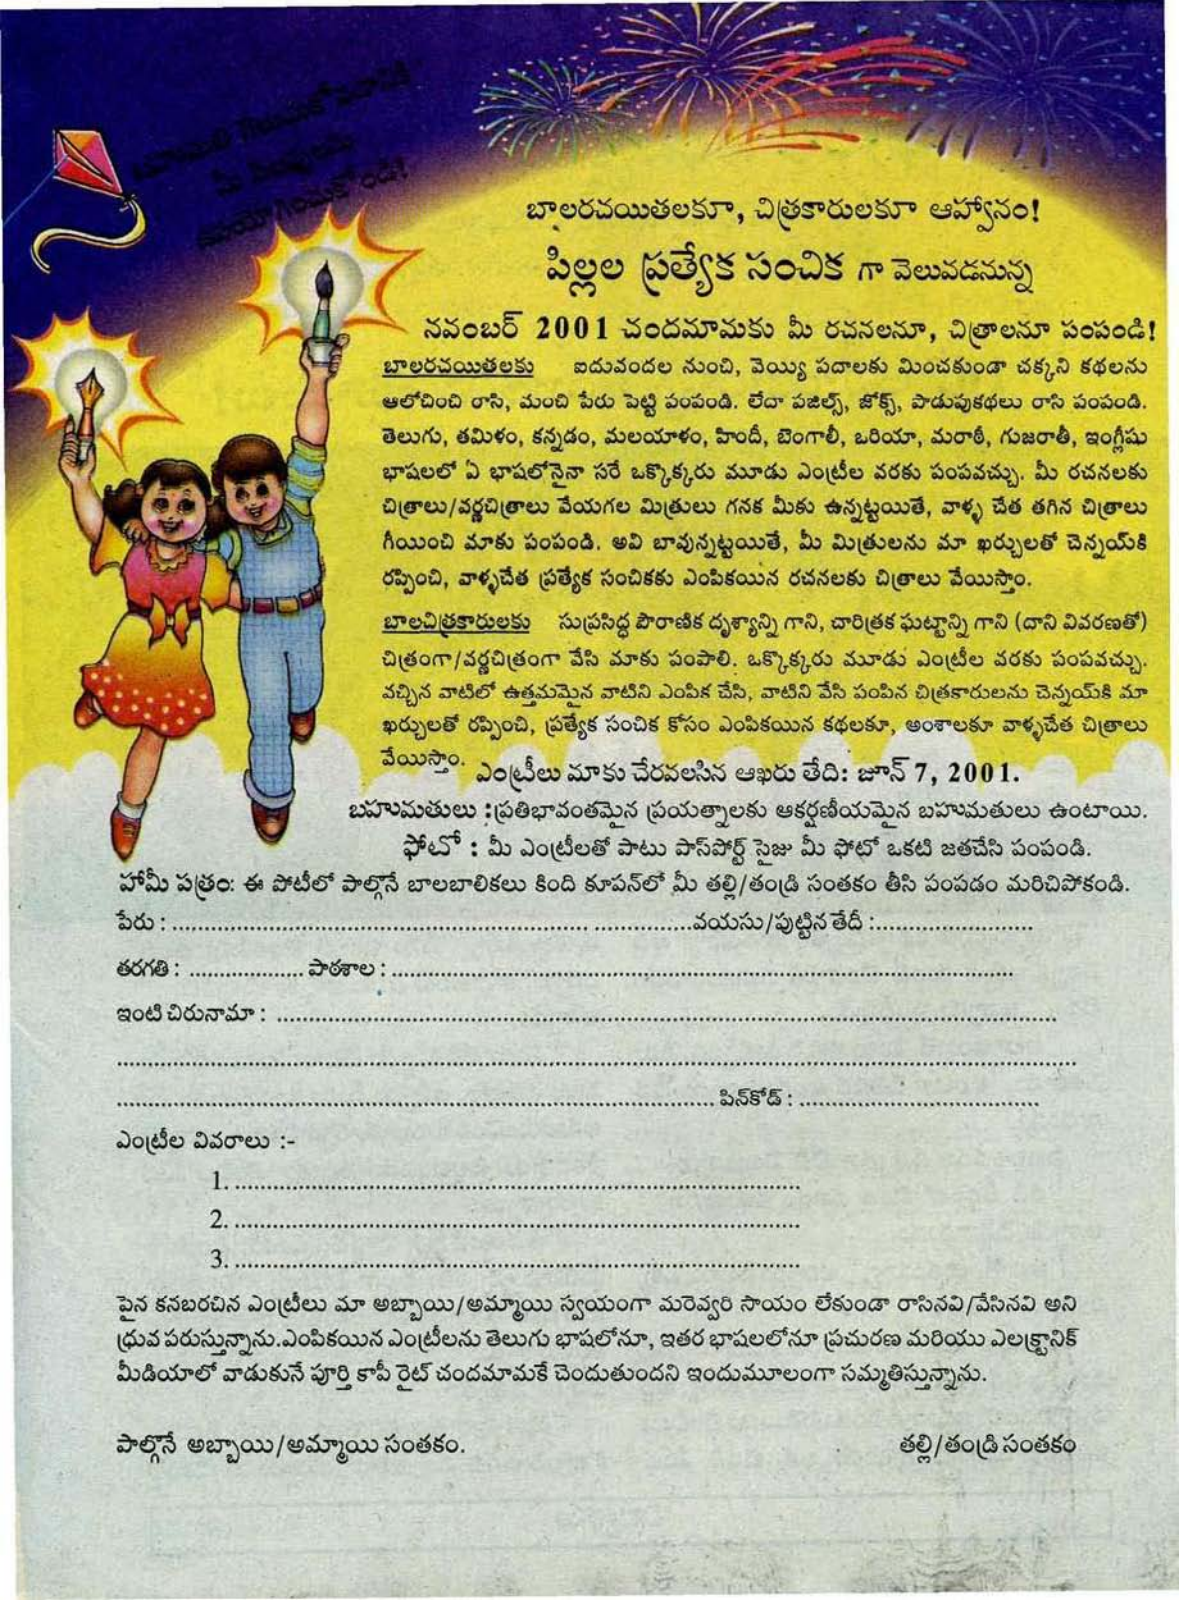 బహుమతి గెలుచుకోవడానికి
మీ
బాలరచయితలకూ, చిత్రకారులకూ ఆహ్వానం!
పిల్లల ప్రత్యేక సంచిక గా వెలువడనున్న
నవంబర్ 2001 చందమామకు మీ రచనలనూ, చిత్రాలనూ పంపండి!
బాలరచయితలకు ఐదువందల నుంచి, వెయ్యి పదాలకు మించకుండా చక్కని కథలను
ఆలోచించి రాసి, మంచి పేరు పెట్టి పంపండి. లేదా పజిల్స్, జోక్స్, పొడుపుకథలు రాసి పంపండి.
తెలుగు, తమిళం, కన్నడం, మలయాళం, హిందీ, బెంగాలీ, ఒరియా, మరాఠీ, గుజరాతీ, ఇంగ్లీషు
భాషలలో ఏ భాషలోనైనా సరే ఒక్కొక్కరు మూడు ఎంట్రీల వరకు పంపవచ్చు. మీ రచనలకు
చిత్రాలు/వర్ణచిత్రాలు వేయగల మిత్రులు గనక మీకు ఉన్నట్టయితే, వాళ్ళ చేత తగిన చిత్రాలు
గీయించి మాకు పంపండి. అవి బావున్నట్టయితే, మీ మిత్రులను మా ఖర్చులతో చెన్నయ్‌కి
రప్పించి, వాళ్ళచేత ప్రత్యేక సంచికకు ఎంపికయిన రచనలకు చిత్రాలు వేయిస్తాం.
బాలచిత్రకారులకు సుప్రసిద్ధ పౌరాణిక దృశ్యాన్ని గాని, చారిత్రక ఘట్టాన్ని గాని (దాని వివరణతో)
చిత్రంగా/వర్ణచిత్రంగా వేసి మాకు పంపాలి. ఒక్కొక్కరు మూడు ఎంట్రీల వరకు పంపవచ్చు.
వచ్చిన వాటిలో ఉత్తమమైన వాటిని ఎంపిక చేసి, వాటిని వేసి పంపిన చిత్రకారులను చెన్నయ్‌కి మా
ఖర్చులతో రప్పించి, ప్రత్యేక సంచిక కోసం ఎంపికయిన కథలకూ, అంశాలకూ వాళ్ళచేత చిత్రాలు
వేయిస్తాం.
ఎంట్రీలు మాకు చేరవలసిన ఆఖరు తేది: జూన్ 7, 2001.
బహుమతులు : ప్రతిభావంతమైన ప్రయత్నాలకు ఆకర్షణీయమైన బహుమతులు ఉంటాయి.
ఫోటో : మీ ఎంట్రీలతో పాటు పాస్‌పోర్ట్ సైజు మీ ఫోటో ఒకటి జతచేసి పంపండి.
హామీ పత్రం: ఈ పోటీలో పాల్గొనే బాలబాలికలు కింది కూపన్‌లో మీ తల్లి/తండ్రి సంతకం తీసి పంపడం మరిచిపోకండి.
పేరు : ........................................ వయసు/పుట్టిన తేదీ :........................
తరగతి : .................. పాఠశాల : ........................................
ఇంటి చిరునామా : ........................................
........................................
........................................ పిన్‌కోడ్ : ........................
ఎంట్రీల వివరాలు :-
1. ........................................
2. ........................................
3. ........................................
పైన కనబరచిన ఎంట్రీలు మా అబ్బాయి/అమ్మాయి స్వయంగా మరెవ్వరి సాయం లేకుండా రాసినవి/వేసినవి అని
ధ్రువ పరుస్తున్నాను.ఎంపికయిన ఎంట్రీలను తెలుగు భాషలోనూ, ఇతర భాషలలోనూ ప్రచురణ మరియు ఎలక్ట్రానిక్
మీడియాలో వాడుకునే పూర్తి కాపీ రైట్ చందమామకే చెందుతుందని ఇందుమూలంగా సమ్మతిస్తున్నాను.
పాల్గొనే అబ్బాయి/అమ్మాయి సంతకం.
తల్లి/తండ్రి సంతకం